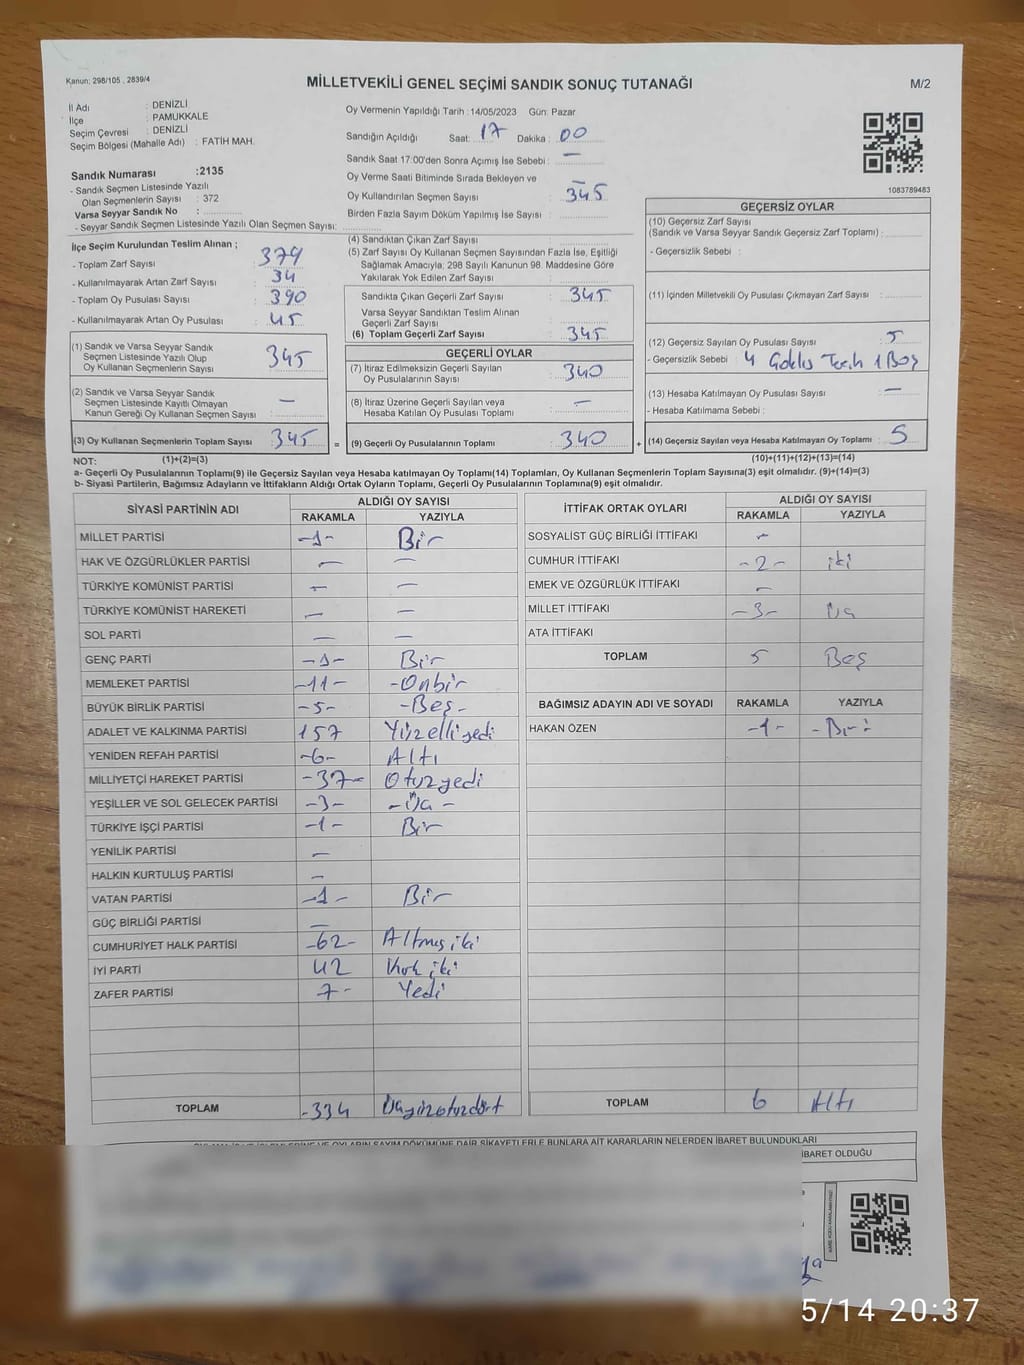 Kanun: 298/105 , 2839/4
MİLLETVEKİLİ GENEL SEÇİMİ SANDIK SONUÇ TUTANAĞI
M/2
İl Adı : DENİZLİ
İlçe : PAMUKKALE
Seçim Çevresi : DENİZLİ
Seçim Bölgesi (Mahalle Adı) : FATİH MAH.
Sandık Numarası :2135
- Sandık Seçmen Listesinde Yazılı
Olan Seçmenlerin Sayısı : 372
Varsa Seyyar Sandık No :
- Seyyar Sandık Seçmen Listesinde Yazılı Olan Seçmen Sayısı:
Oy Vermenin Yapıldığı Tarih :14/05/2023 Gün: Pazar
Sandığın Açıldığı Saat: 17 Dakika : 00
Sandık Saat 17:00'den Sonra Açımış İse Sebebi : —
Oy Verme Saati Bitiminde Sırada Bekleyen ve —
Oy Kullandırılan Seçmen Sayısı : 345
Birden Fazla Sayım Döküm Yapılmış İse Sayısı :
1083789483
İlçe Seçim Kurulundan Teslim Alınan ;
- Toplam Zarf Sayısı : 379
- Kullanılmayarak Artan Zarf Sayısı : 34
- Toplam Oy Pusulası Sayısı : 390
- Kullanılmayarak Artan Oy Pusulası : 45
(1) Sandık ve Varsa Seyyar Sandık
Seçmen Listesinde Yazılı Olup
Oy Kullanan Seçmenlerin Sayısı : 345
(2) Sandık ve Varsa Seyyar Sandık
Seçmen Listesinde Kayıtlı Olmayan
Kanun Gereği Oy Kullanan Seçmen Sayısı : —
(3) Oy Kullanan Seçmenlerin Toplam Sayısı : 345
(1)+(2)=(3)
(4) Sandıktan Çıkan Zarf Sayısı :
(5) Zarf Sayısı Oy Kullanan Seçmen Sayısından Fazla İse, Eşitliği
Sağlamak Amacıyla; 298 Sayılı Kanunun 98. Maddesine Göre
Yakılarak Yok Edilen Zarf Sayısı :
Sandıkta Çıkan Geçerli Zarf Sayısı : 345
Varsa Seyyar Sandıktan Teslim Alınan
Geçerli Zarf Sayısı :
(6) Toplam Geçerli Zarf Sayısı : 345
GEÇERLİ OYLAR
(7) İtiraz Edilmeksizin Geçerli Sayılan
Oy Pusulalarının Sayısı : 340
(8) İtiraz Üzerine Geçerli Sayılan veya
Hesaba Katılan Oy Pusulası Toplamı : —
= (9) Geçerli Oy Pusulalarının Toplamı : 340
GEÇERSİZ OYLAR
(10) Geçersiz Zarf Sayısı
(Sandık ve Varsa Seyyar Sandık Geçersiz Zarf Toplamı) :
- Geçersizlik Sebebi :
(11) İçinden Milletvekili Oy Pusulası Çıkmayan Zarf Sayısı :
(12) Geçersiz Sayılan Oy Pusulası Sayısı : 5
- Geçersizlik Sebebi : 4 1 Boş
(13) Hesaba Katılmayan Oy Pusulası Sayısı : —
- Hesaba Katılmama Sebebi :
+ (14) Geçersiz Sayılan veya Hesaba Katılmayan Oy Toplamı : 5
(10)+(11)+(12)+(13)=(14)
NOT:
a- Geçerli Oy Pusulalarının Toplamı(9) ile Geçersiz Sayılan veya Hesaba katılmayan Oy Toplamı(14) Toplamları, Oy Kullanan Seçmenlerin Toplam Sayısına(3) eşit olmalıdır. (9)+(14)=(3)
b- Siyasi Partilerin, Bağımsız Adayların ve İttifakların Aldığı Ortak Oyların Toplamı, Geçerli Oy Pusulalarının Toplamına(9) eşit olmalıdır.
SİYASİ PARTİNİN ADI ALDIĞI OY SAYISI
RAKAMLA YAZIYLA
MİLLET PARTİSİ -1- Bir
HAK VE ÖZGÜRLÜKLER PARTİSİ — —
TÜRKİYE KOMÜNİST PARTİSİ — —
TÜRKİYE KOMÜNİST HAREKETİ — —
SOL PARTİ — —
GENÇ PARTİ -1- Bir
MEMLEKET PARTİSİ -11- -Onbir
BÜYÜK BİRLİK PARTİSİ -5- -Beş-
ADALET VE KALKINMA PARTİSİ 157 Yüzelliyedi
YENİDEN REFAH PARTİSİ -6- Altı
MİLLİYETÇİ HAREKET PARTİSİ -37- Otuzyedi
YEŞİLLER VE SOL GELECEK PARTİSİ -3- -Üç-
TÜRKİYE İŞÇİ PARTİSİ -1- Bir
YENİLİK PARTİSİ —
HALKIN KURTULUŞ PARTİSİ —
VATAN PARTİSİ -1- Bir
GÜÇ BİRLİĞİ PARTİSİ —
CUMHURİYET HALK PARTİSİ -62- Altmış iki
İYİ PARTİ 42 Kırk iki
ZAFER PARTİSİ 7- Yedi
TOPLAM -334 Üçyüzotuzdört
İTTİFAK ORTAK OYLARI ALDIĞI OY SAYISI
RAKAMLA YAZIYLA
SOSYALİST GÜÇ BİRLİĞİ İTTİFAKI —
CUMHUR İTTİFAKI -2- iki
EMEK VE ÖZGÜRLÜK İTTİFAKI —
MİLLET İTTİFAKI -3- Üç
ATA İTTİFAKI
TOPLAM 5 Beş
BAĞIMSIZ ADAYIN ADI VE SOYADI RAKAMLA YAZIYLA
HAKAN ÖZEN -1- -Bir
TOPLAM 6 Altı
OYLARIN SAYIM DÖKÜMÜNE DAİR ŞİKAYETLERLE BUNLARA AİT KARARLARIN NELERDEN İBARET BULUNDUKLARI
İBARET OLDUĞU
5/14 20:37